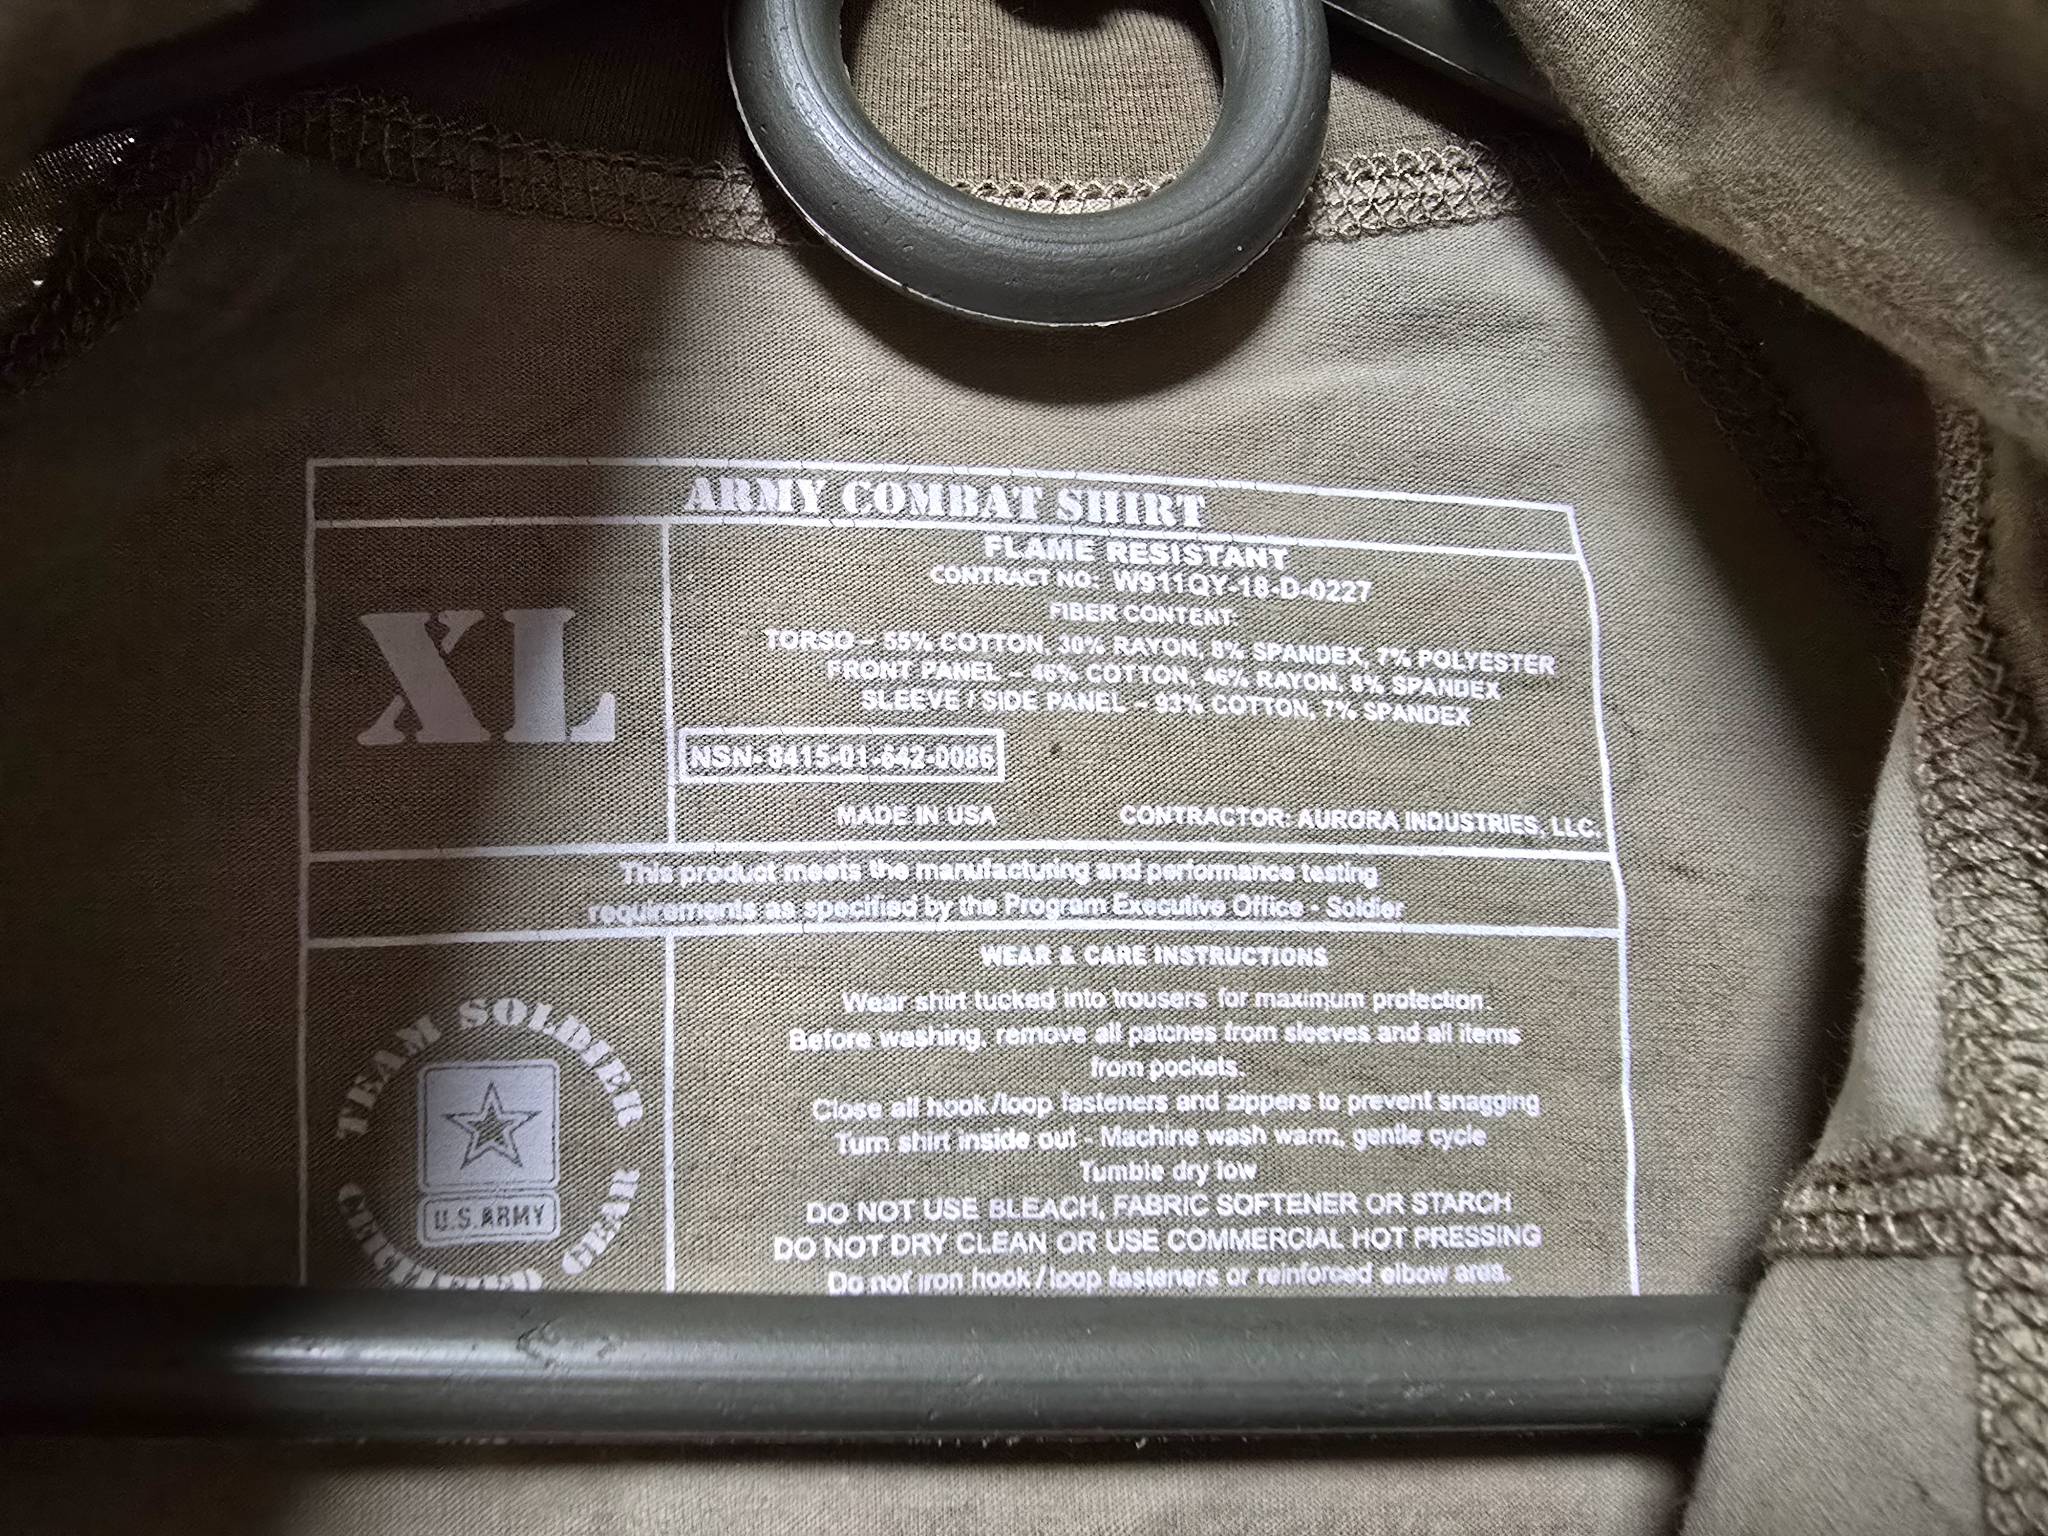 ARMY COMBAT SHIRT
XL
FLAME RESISTANT
CONTRACT NO: W911QY-18-D-0227
FIBER CONTENT:
TORSO – 55% COTTON, 30% RAYON, 8% SPANDEX, 7% POLYESTER
FRONT PANEL – 46% COTTON, 46% RAYON, 8% SPANDEX
SLEEVE / SIDE PANEL – 93% COTTON, 7% SPANDEX
NSN- 8415-01-642-0086
MADE IN USA CONTRACTOR: AURORA INDUSTRIES, LLC.
This product meets the manufacturing and performance testing
requirements as specified by the Program Executive Office - Soldier
TEAM SOLDIER
CERTIFIED GEAR
U.S.ARMY
WEAR & CARE INSTRUCTIONS
Wear shirt tucked into trousers for maximum protection.
Before washing, remove all patches from sleeves and all items
from pockets.
Close all hook/loop fasteners and zippers to prevent snagging
Turn shirt inside out - Machine wash warm, gentle cycle
Tumble dry low
DO NOT USE BLEACH, FABRIC SOFTENER OR STARCH
DO NOT DRY CLEAN OR USE COMMERCIAL HOT PRESSING
Do not iron hook/loop fasteners or reinforced elbow area.